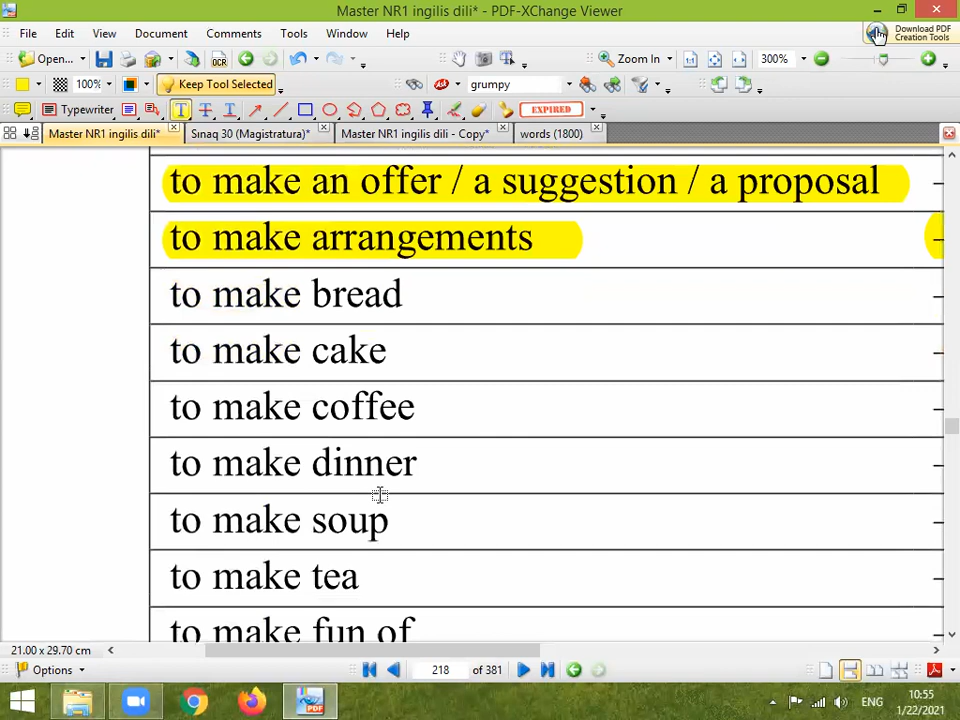 Master NR1 ingilis dili* - PDF-XChange Viewer
File Edit View Document Comments Tools Window Help
Download PDF Creation Tools
Open... OCR Zoom In 300%
100% Keep Tool Selected grumpy
Typewriter T T T EXPIRED
Master NR1 ingilis dili* Sınaq 30 (Magistratura)* Master NR1 ingilis dili - Copy* words (1800)
to make an offer / a suggestion / a proposal
to make arrangements
to make bread
to make cake
to make coffee
to make dinner
to make soup
to make tea
to make fun of
21.00 x 29.70 cm
Options 218 of 381
ENG 10:55
1/22/2021